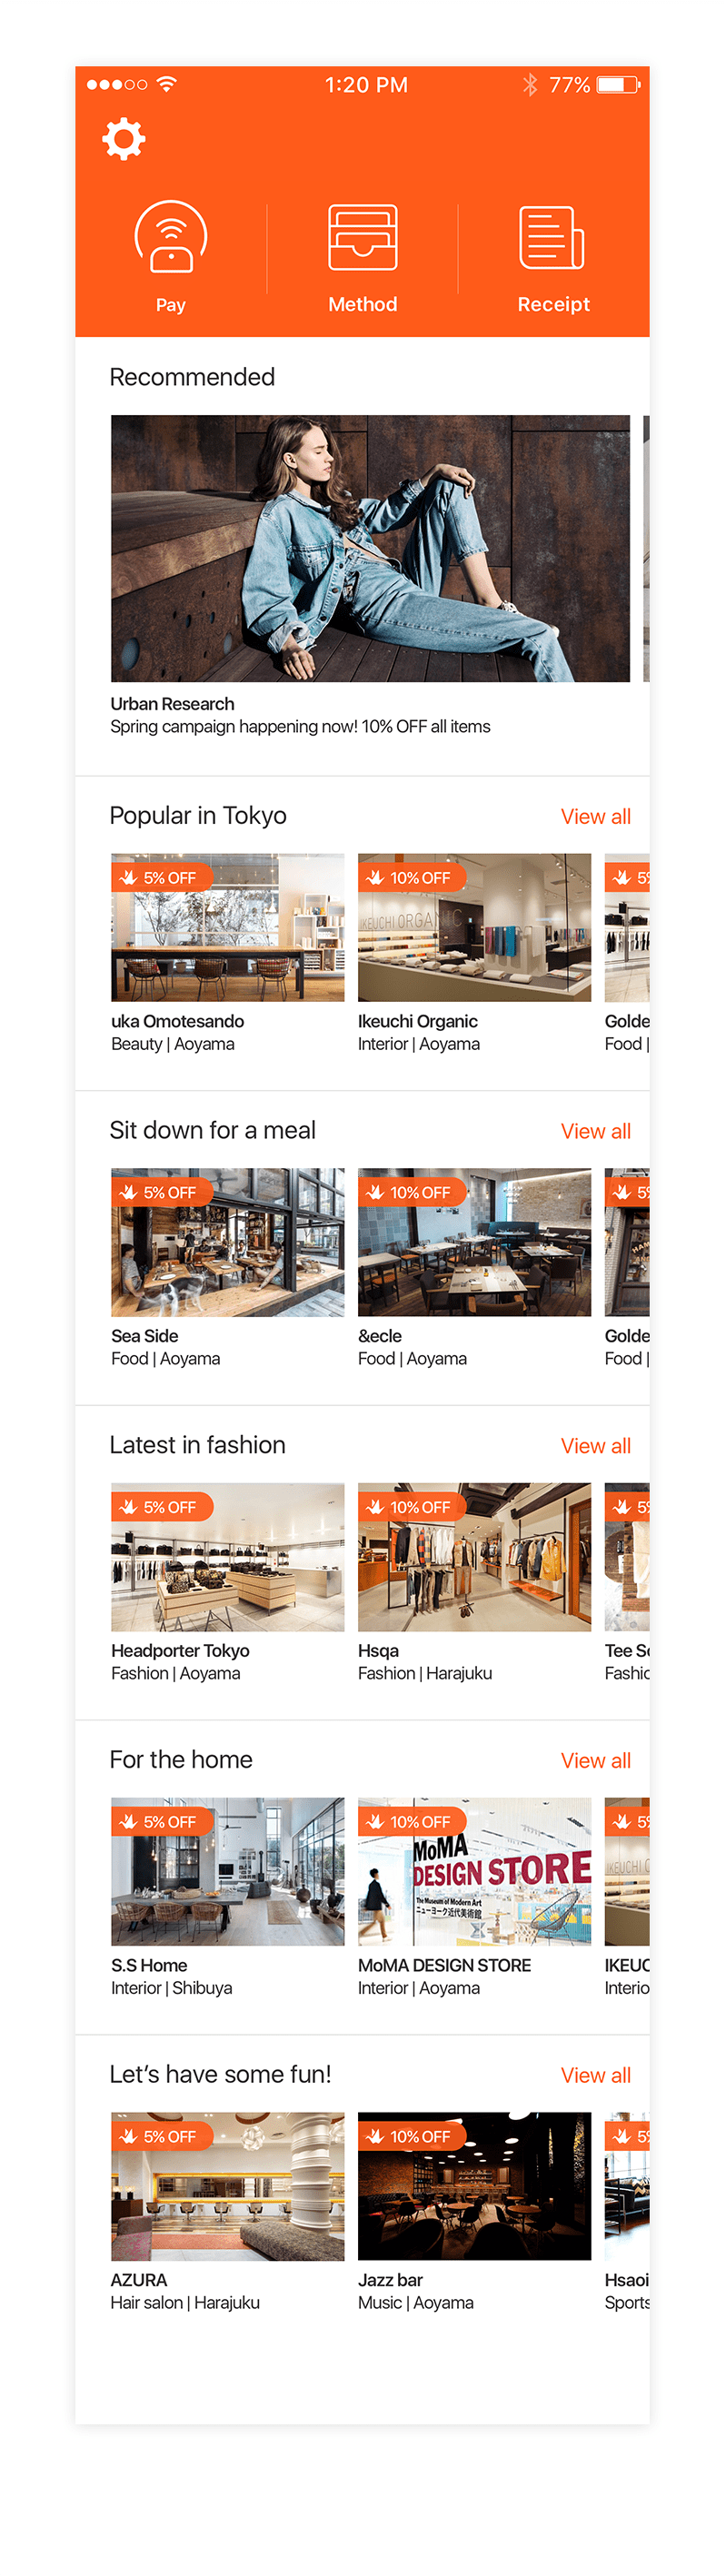 1:20 PM
77%
Pay
Method
Receipt
Recommended
Urban Research
Spring campaign happening now! 10% OFF all items
Popular in Tokyo
View all
5% OFF
10% OFF
5%
IKEUCHI ORGANIC
uka Omotesando
Ikeuchi Organic
Golde
Beauty | Aoyama
Interior | Aoyama
Food |
Sit down for a meal
View all
5% OFF
10% OFF
5%
Sea Side
&ecle
Golde
Food | Aoyama
Food | Aoyama
Food |
Latest in fashion
View all
5% OFF
10% OFF
5%
Headporter Tokyo
Hsqa
Tee S
Fashion | Aoyama
Fashion | Harajuku
Fashio
For the home
View all
5% OFF
10% OFF
5%
MoMA
DESIGN STORE
The Museum of Modern Art
ニューヨーク近代美術館
IKEUCHI
S.S Home
MoMA DESIGN STORE
IKEUC
Interior | Shibuya
Interior | Aoyama
Interio
Let's have some fun!
View all
5% OFF
10% OFF
5%
AZURA
Jazz bar
Hsaoi
Hair salon | Harajuku
Music | Aoyama
Sports